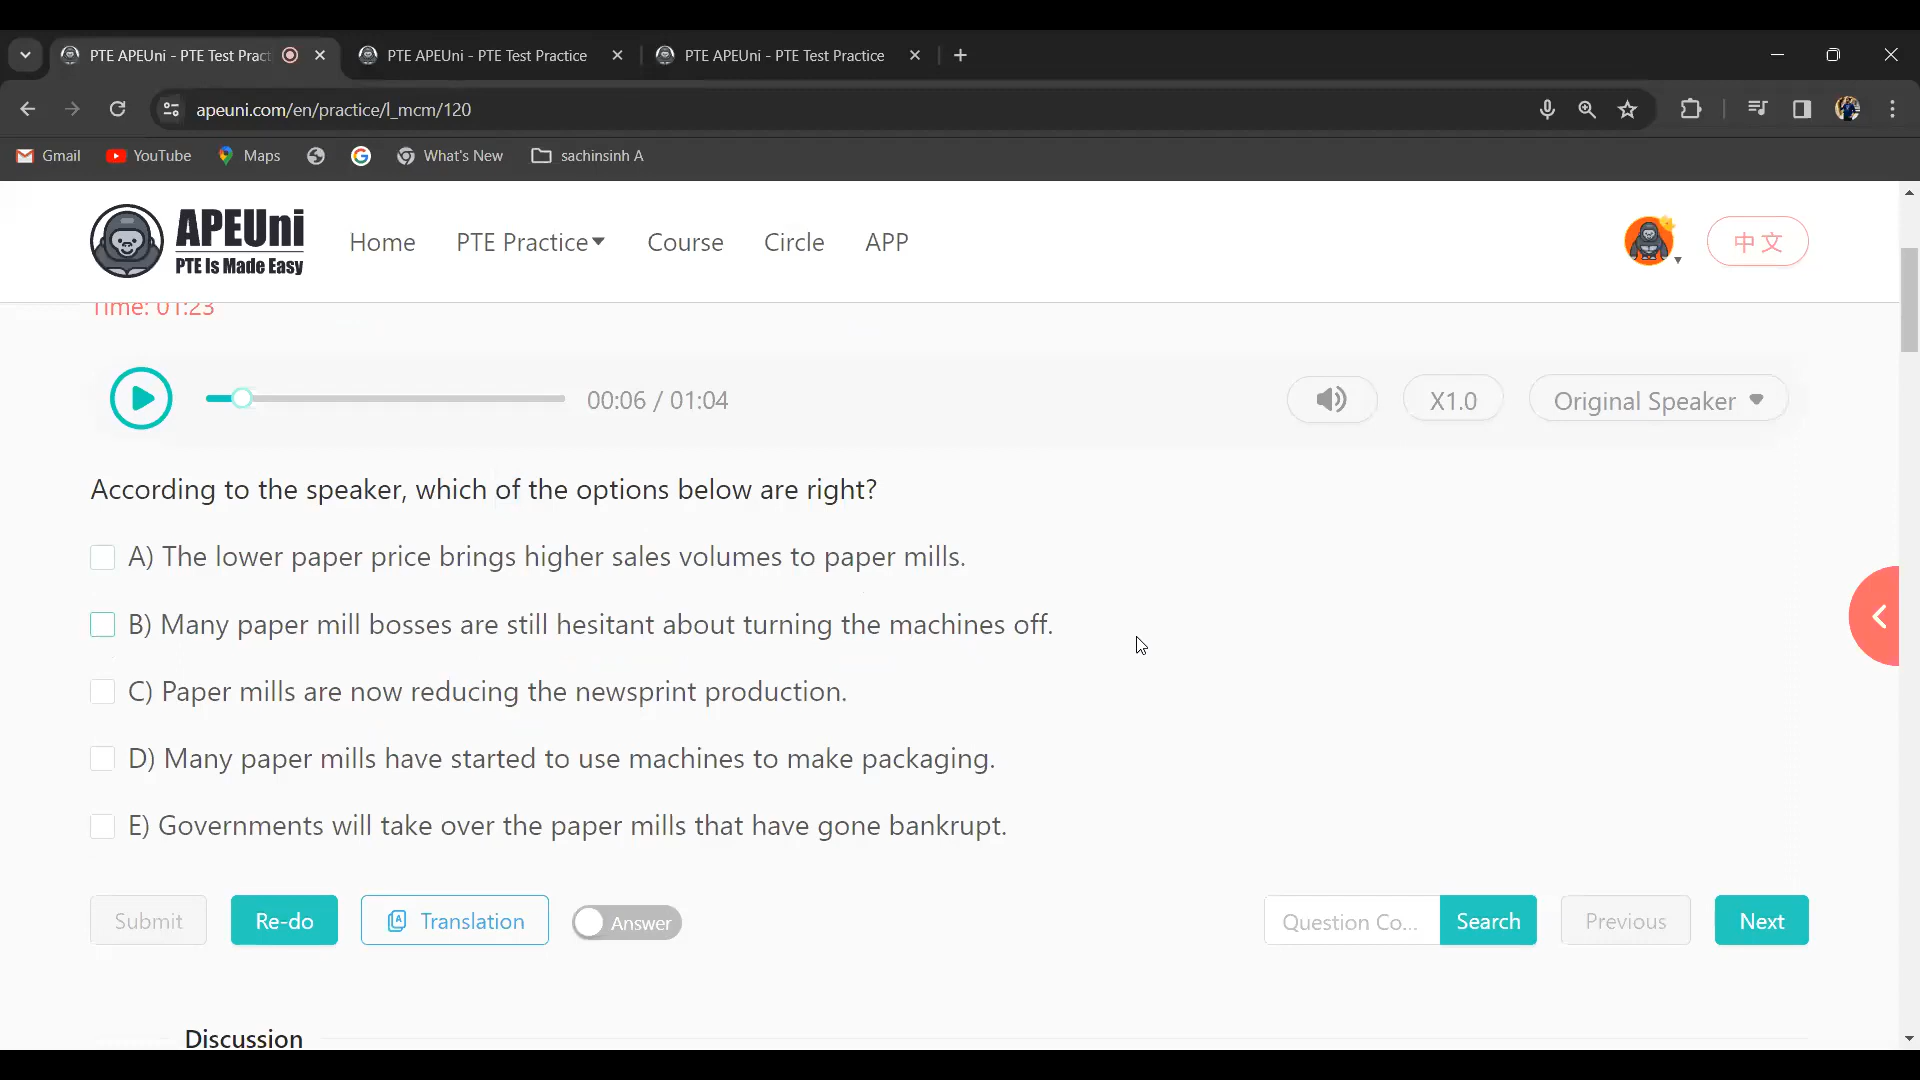 PTE APEUni - PTE Test Pract
PTE APEUni - PTE Test Practice
PTE APEUni - PTE Test Practice
apeuni.com/en/practice/l_mcm/120
Gmail
YouTube
Maps
What's New
sachinsinh A
APEUni
PTE Is Made Easy
Home
PTE Practice
Course
Circle
APP
中 文
Time: 01:23
00:06 / 01:04
X1.0
Original Speaker
According to the speaker, which of the options below are right?
A) The lower paper price brings higher sales volumes to paper mills.
B) Many paper mill bosses are still hesitant about turning the machines off.
C) Paper mills are now reducing the newsprint production.
D) Many paper mills have started to use machines to make packaging.
E) Governments will take over the paper mills that have gone bankrupt.
Submit
Re-do
Translation
Answer
Question Co...
Search
Previous
Next
Discussion